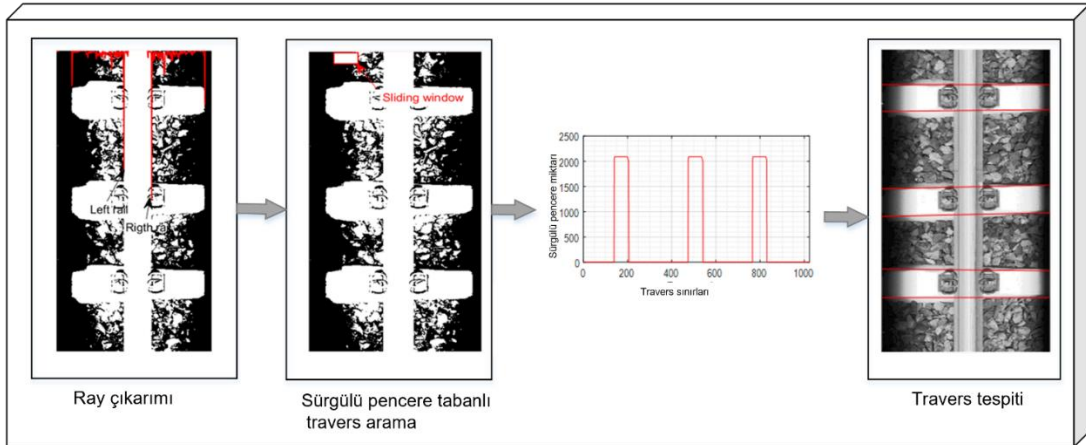 Left rail
Rigth ra
Ray çıkarımı
Sliding window
Sürgülü pencere tabanlı
travers arama
Sürgülü pencere miktarı
2500
2000
1500
1000
500
0
0 200 400 600 800 1000
Travers sınırları
Travers tespiti